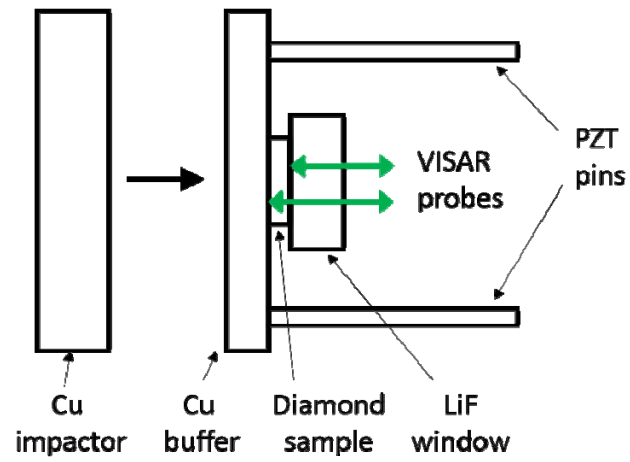 VISAR
probes
PZT
pins
Cu
impactor
Cu
buffer
Diamond
sample
LiF
window